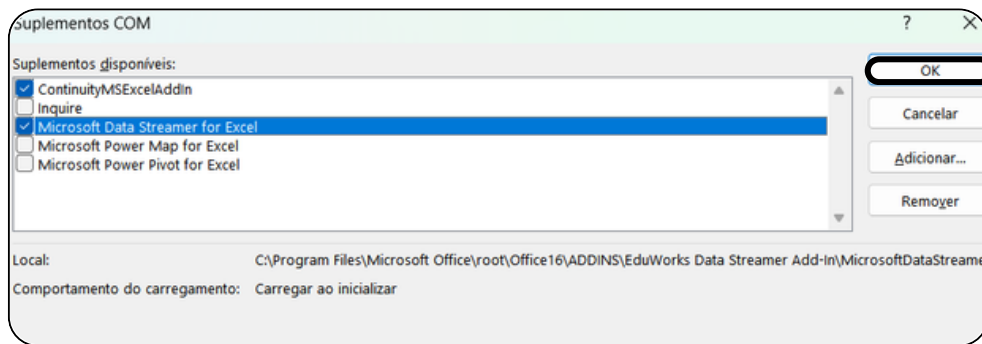 Suplementos COM
?
Suplementos disponíveis:
ContinuityMSExcelAddIn
Inquire
Microsoft Data Streamer for Excel
Microsoft Power Map for Excel
Microsoft Power Pivot for Excel
OK
Cancelar
Adicionar...
Remover
Local: C:\Program Files\Microsoft Office\root\Office16\ADDINS\EduWorks Data Streamer Add-In\MicrosoftDataStreame
Comportamento do carregamento: Carregar ao inicializar